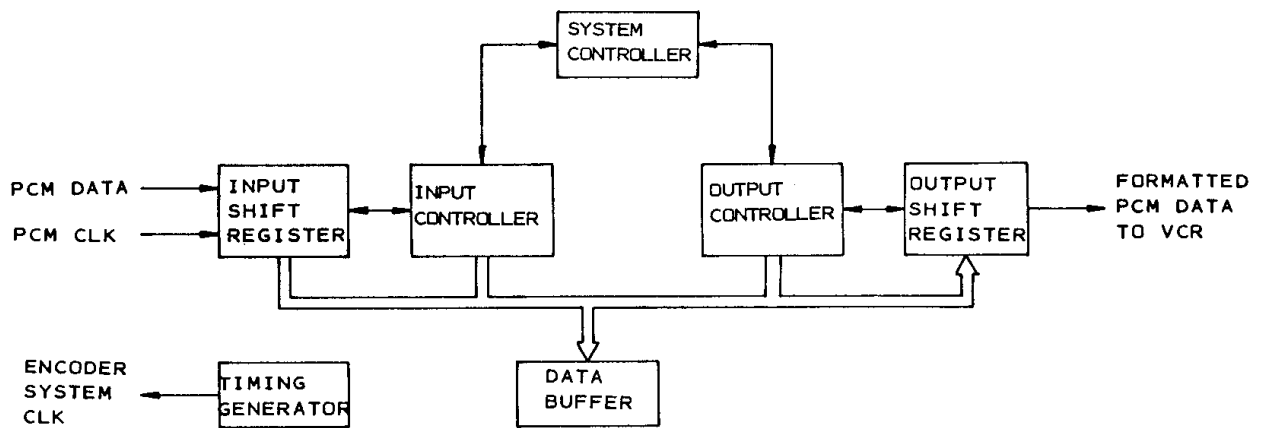 SYSTEM
CONTROLLER
PCM DATA
PCM CLK
INPUT
SHIFT
REGISTER
INPUT
CONTROLLER
OUTPUT
CONTROLLER
OUTPUT
SHIFT
REGISTER
FORMATTED
PCM DATA
TO VCR
ENCODER
SYSTEM
CLK
TIMING
GENERATOR
DATA
BUFFER